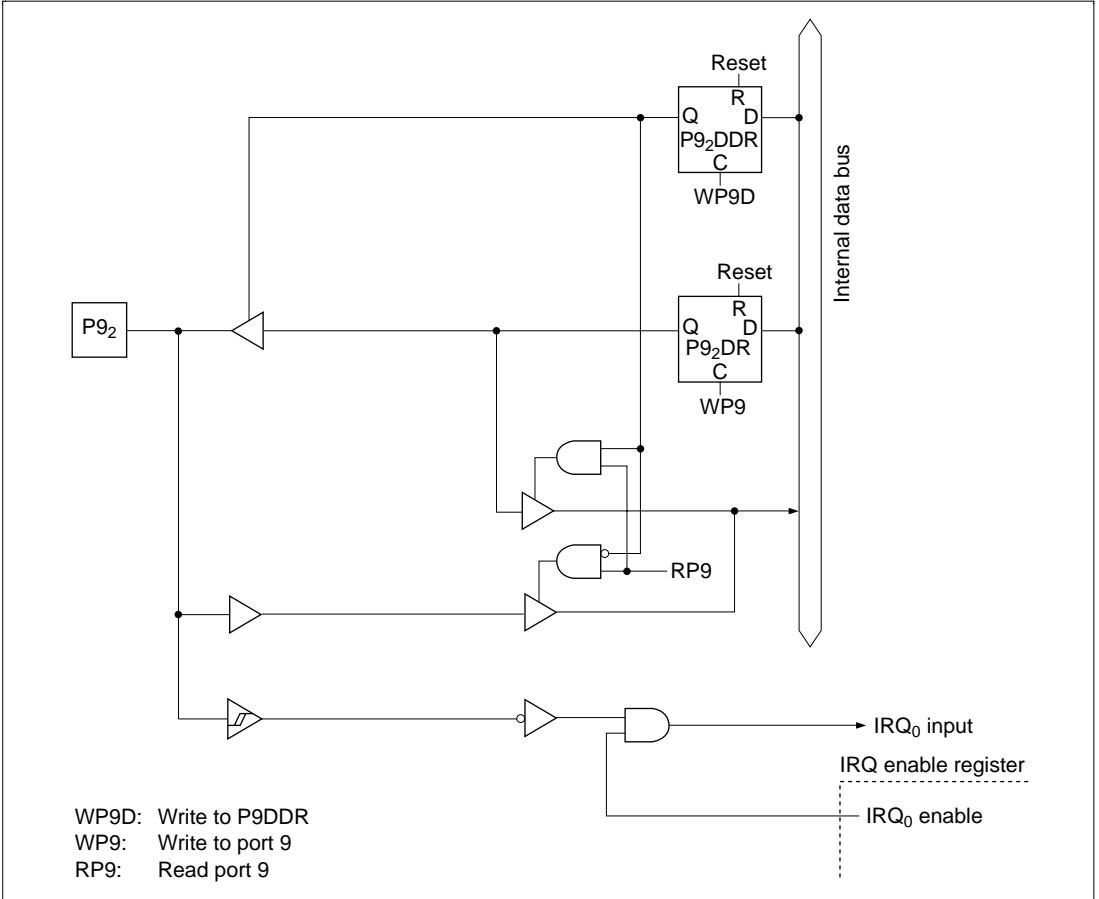 Reset
R
Q
D
P9₂DDR
C
WP9D
Internal data bus
Reset
R
Q
D
P9₂DR
C
WP9
P9₂
RP9
IRQ₀ input
IRQ enable register
IRQ₀ enable
WP9D: Write to P9DDR
WP9: Write to port 9
RP9: Read port 9